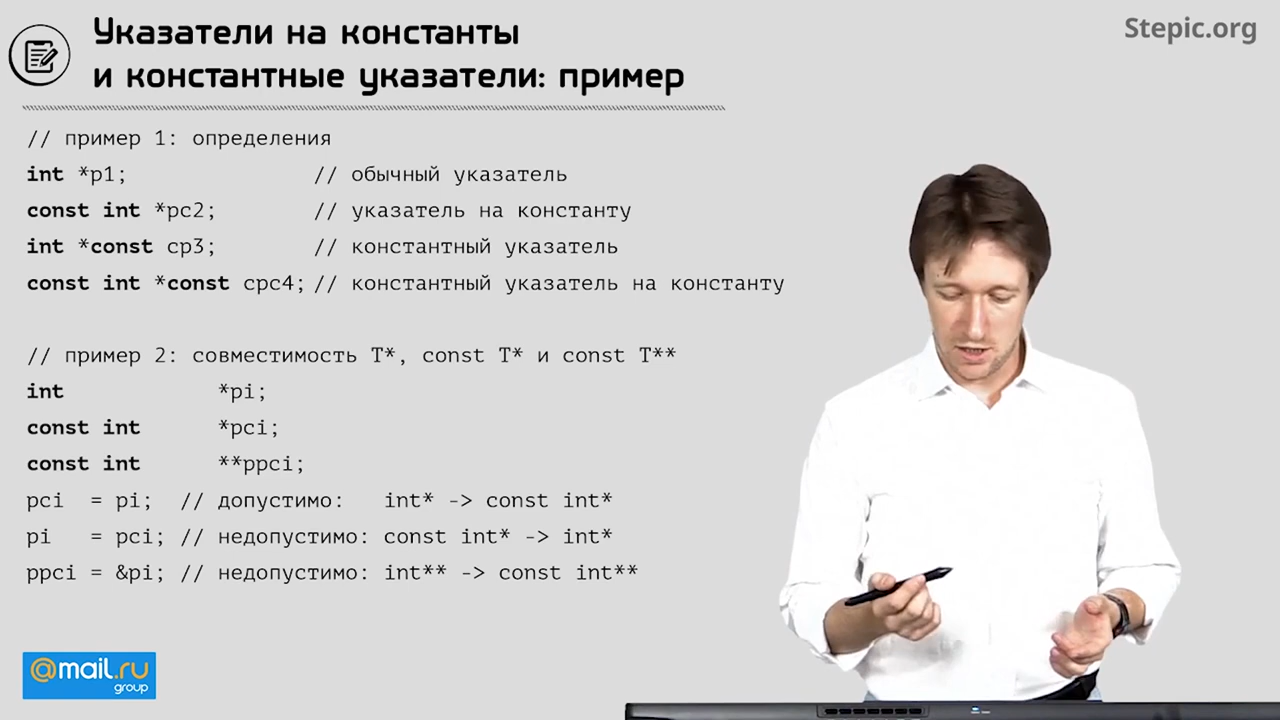 Указатели на константы
и константные указатели: пример
Stepic.org
// пример 1: определения
int *p1; // обычный указатель
const int *pc2; // указатель на константу
int *const cp3; // константный указатель
const int *const cpc4; // константный указатель на константу
// пример 2: совместимость T*, const T* и const T**
int *pi;
const int *pci;
const int **ppci;
pci = pi; // допустимо: int* -> const int*
pi = pci; // недопустимо: const int* -> int*
ppci = &pi; // недопустимо: int** -> const int**
@mail.ru
group